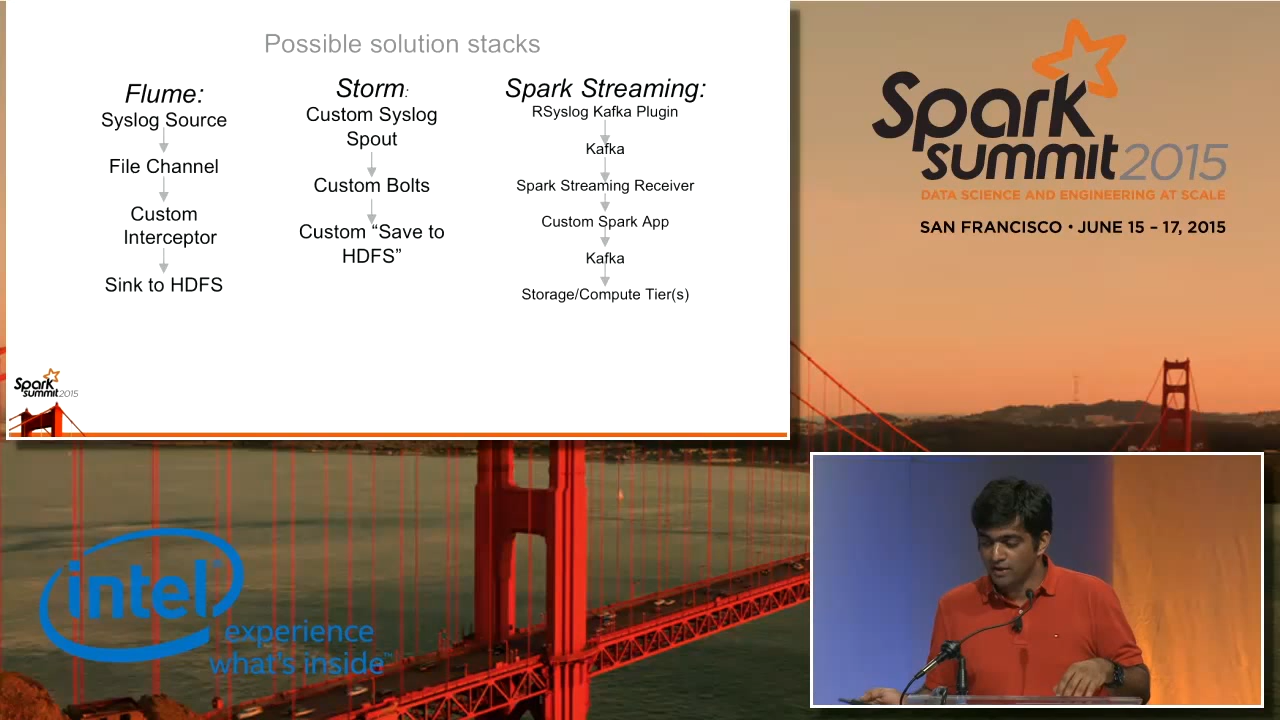 Possible solution stacks
Flume:
Syslog Source
File Channel
Custom
Interceptor
Sink to HDFS
Storm:
Custom Syslog
Spout
Custom Bolts
Custom “Save to
HDFS”
Spark Streaming:
RSyslog Kafka Plugin
Kafka
Spark Streaming Receiver
Custom Spark App
Kafka
Storage/Compute Tier(s)
Spark
summit2015
Spark
summit 2015
DATA SCIENCE AND ENGINEERING AT SCALE
SAN FRANCISCO • JUNE 15 – 17, 2015
intel®
experience
what's inside™